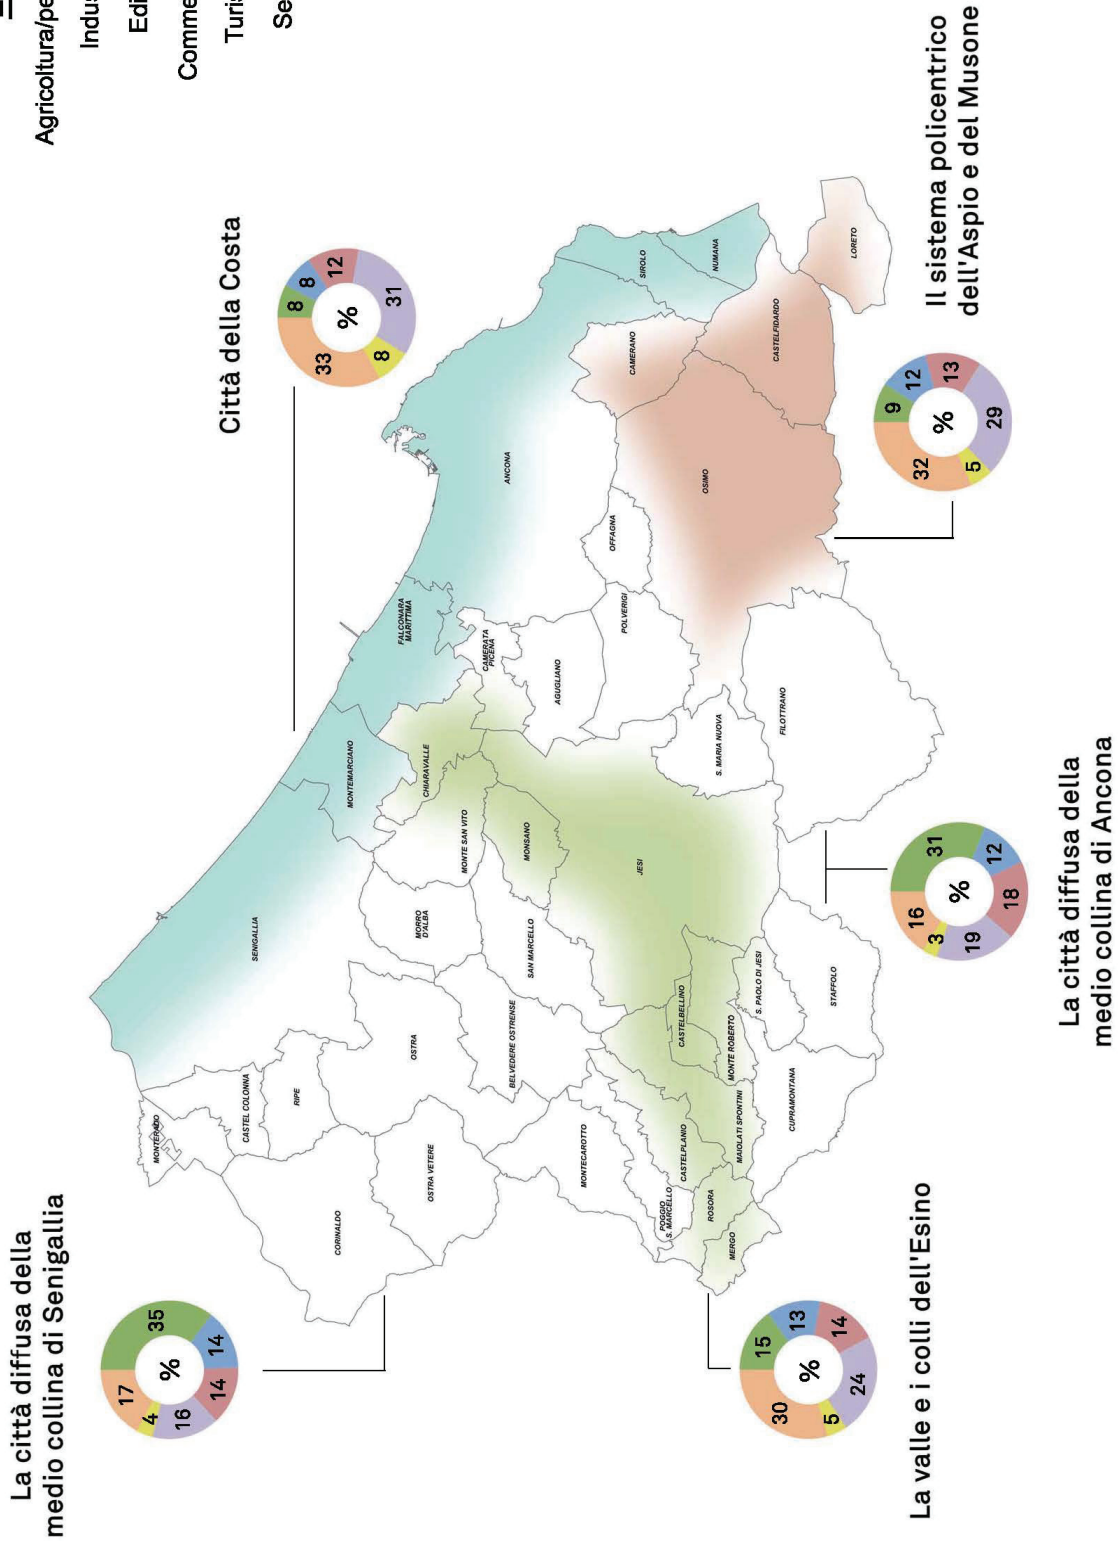 La città diffusa della
medio collina di Senigallia
%
35
14
14
16
4
17
Città della Costa
%
8
8
12
31
8
33
La valle e i colli dell'Esino
%
15
13
14
24
5
30
La città diffusa della
medio collina di Ancona
%
31
12
18
19
3
16
Il sistema policentrico
dell'Aspio e del Musone
%
9
12
13
29
5
32
MONTERADO
CASTEL COLONNA
RIPE
CORINALDO
OSTRA VETERE
OSTRA
SENIGALLIA
MONTEMARCIANO
FALCONARA
MARITTIMA
ANCONA
SIROLO
NUMANA
CAMERANO
CASTELFIDARDO
LORETO
OSIMO
OFFAGNA
POLVERIGI
AGUGLIANO
CAMERATA
PICENA
CHIARAVALLE
MONTE SAN VITO
MORRO
D'ALBA
MONSANO
SAN MARCELLO
BELVEDERE OSTRENSE
JESI
S. MARIA NUOVA
FILOTTRANO
MONTECAROTTO
POGGIO
S. MARCELLO
CASTELPLANIO
CASTELBELLINO
MONTE ROBERTO
S. PAOLO DI JESI
STAFFOLO
CUPRAMONTANA
MAIOLATI SPONTINI
ROSORA
MERGO
Agricoltura/pe
Indus
Edi
Comme
Turi
Se